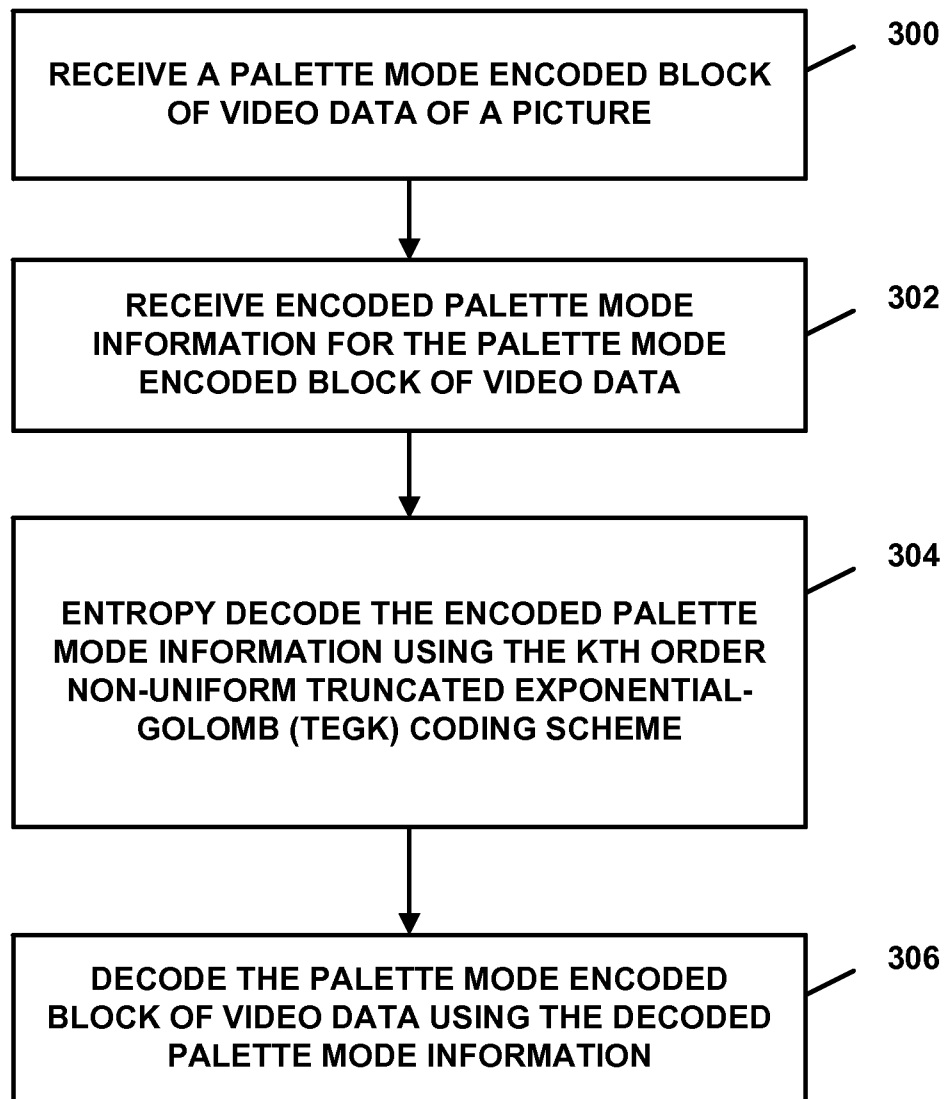 300
RECEIVE A PALETTE MODE ENCODED BLOCK
OF VIDEO DATA OF A PICTURE
302
RECEIVE ENCODED PALETTE MODE
INFORMATION FOR THE PALETTE MODE
ENCODED BLOCK OF VIDEO DATA
304
ENTROPY DECODE THE ENCODED PALETTE
MODE INFORMATION USING THE KTH ORDER
NON-UNIFORM TRUNCATED EXPONENTIAL-
GOLOMB (TEGK) CODING SCHEME
306
DECODE THE PALETTE MODE ENCODED
BLOCK OF VIDEO DATA USING THE DECODED
PALETTE MODE INFORMATION